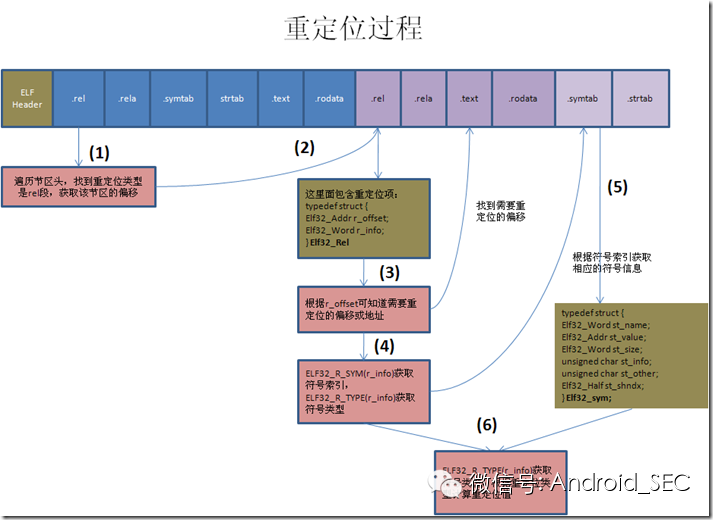 重定位过程
ELF
Header
.rel
.rela
.symtab
strtab
.text
.rodata
.rel
.rela
.text
.rodata
.symtab
.strtab
(1)
(2)
(5)
遍历节区头，找到重定位类型
是rel段，获取该节区的偏移
这里面包含重定位项：
typedef struct {
Elf32_Addr r_offset;
Elf32_Word r_info;
} Elf32_Rel
找到需要重
定位的偏移
根据符号索引获取
相应的符号信息
(3)
根据r_offset可知道需要重
定位的偏移或地址
(4)
ELF32_R_SYM(r_info)获取
符号索引，
ELF32_R_TYPE(r_info)获取
符号类型
typedef struct {
Elf32_Word st_name;
Elf32_Addr st_value;
Elf32_Word st_size;
unsigned char st_info;
unsigned char st_other;
Elf32_Half st_shndx;
} Elf32_sym;
(6)
ELF32_R_TYPE(r_info)获取
微信号: Android_SEC
算重定位值